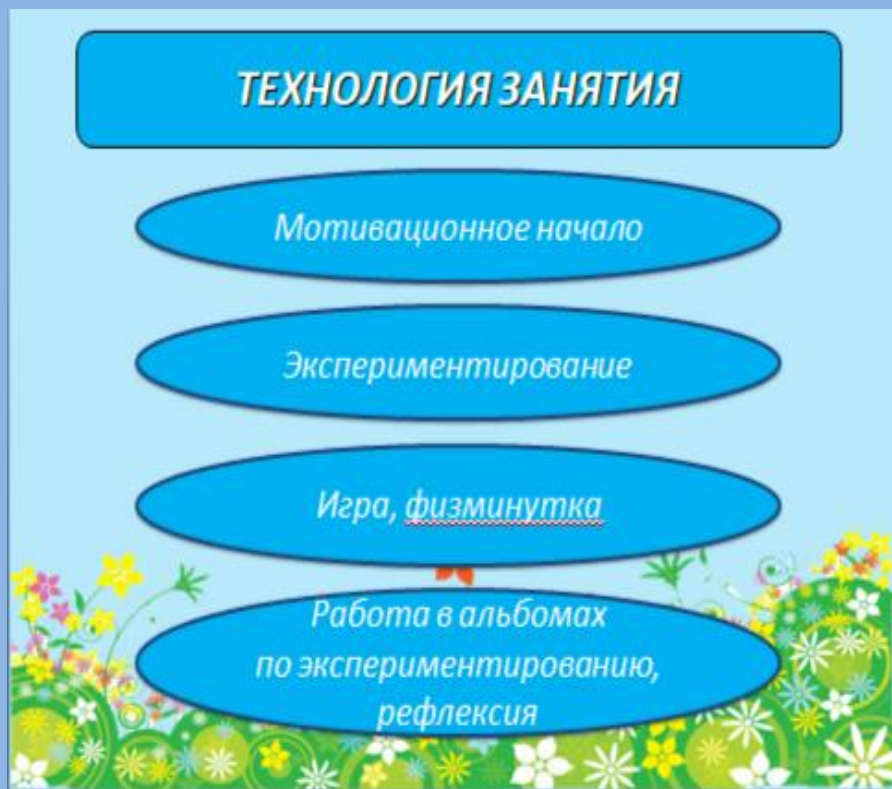 ТЕХНОЛОГИЯ ЗАНЯТИЯ
Мотивационное начало
Экспериментирование
Игра, физминутка
Работа в альбомах
по экспериментированию,
рефлексия